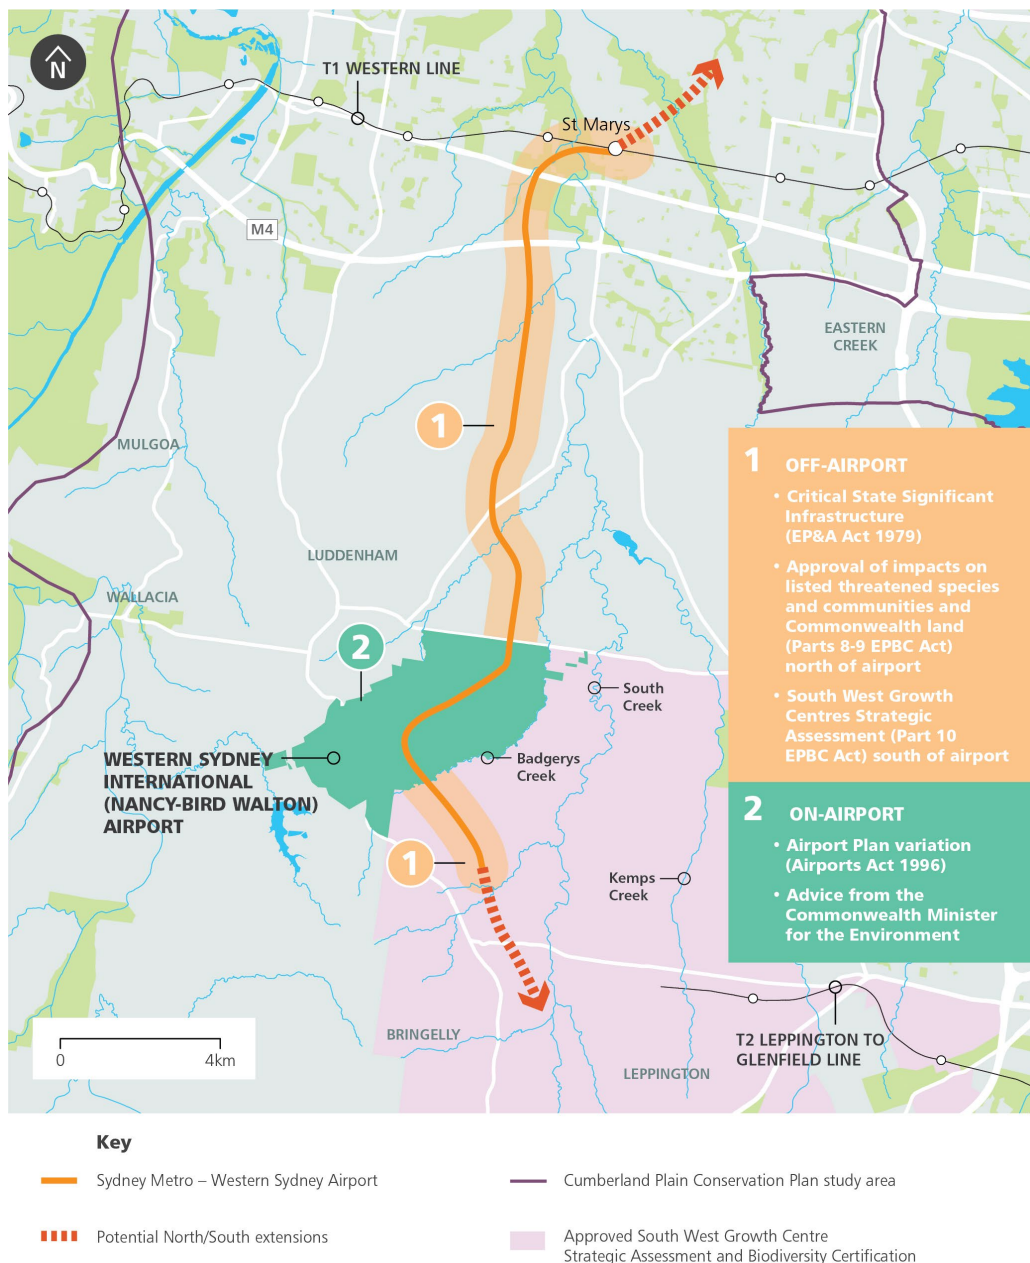 N
T1 WESTERN LINE
St Marys
M4
EASTERN
CREEK
1
MULGOA
LUDDENHAM
WALLACIA
2
South
Creek
WESTERN SYDNEY
INTERNATIONAL
(NANCY-BIRD WALTON)
AIRPORT
Badgerys
Creek
1
Kemps
Creek
BRINGELLY
LEPPINGTON
T2 LEPPINGTON TO
GLENFIELD LINE
0 4km
1 OFF-AIRPORT
• Critical State Significant
Infrastructure
(EP&A Act 1979)
• Approval of impacts on
listed threatened species
and communities and
Commonwealth land
(Parts 8-9 EPBC Act)
north of airport
• South West Growth
Centres Strategic
Assessment (Part 10
EPBC Act) south of airport
2 ON-AIRPORT
• Airport Plan variation
(Airports Act 1996)
• Advice from the
Commonwealth Minister
for the Environment
Key
Sydney Metro – Western Sydney Airport
Potential North/South extensions
Cumberland Plain Conservation Plan study area
Approved South West Growth Centre
Strategic Assessment and Biodiversity Certification